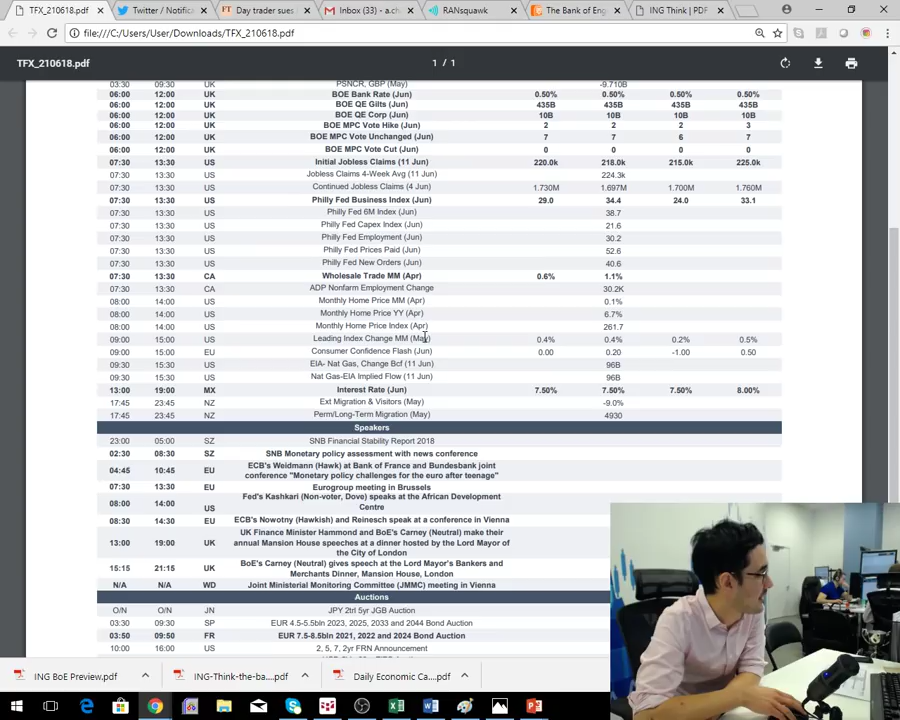 TFX_210618.pdf
Twitter / Notific
Day trader sues
Inbox (33) - a.ch
RANsquawk
The Bank of Eng
ING Think | PDF
file:///C:/Users/User/Downloads/TFX_210618.pdf
TFX_210618.pdf 1 / 1
03:30 09:30 UK PSNCR, GBP (May) -9.710B
06:00 12:00 UK BOE Bank Rate (Jun) 0.50% 0.50% 0.50% 0.50%
06:00 12:00 UK BOE QE Gilts (Jun) 435B 435B 435B 435B
06:00 12:00 UK BOE QE Corp (Jun) 10B 10B 10B 10B
06:00 12:00 UK BOE MPC Vote Hike (Jun) 2 2 2 3
06:00 12:00 UK BOE MPC Vote Unchanged (Jun) 7 7 6 7
06:00 12:00 UK BOE MPC Vote Cut (Jun) 0 0 0 0
07:30 13:30 US Initial Jobless Claims (11 Jun) 220.0k 218.0k 215.0k 225.0k
07:30 13:30 US Jobless Claims 4-Week Avg (11 Jun) 224.3k
07:30 13:30 US Continued Jobless Claims (4 Jun) 1.730M 1.697M 1.700M 1.760M
07:30 13:30 US Philly Fed Business Index (Jun) 29.0 34.4 24.0 33.1
07:30 13:30 US Philly Fed 6M Index (Jun) 38.7
07:30 13:30 US Philly Fed Capex Index (Jun) 21.6
07:30 13:30 US Philly Fed Employment (Jun) 30.2
07:30 13:30 US Philly Fed Prices Paid (Jun) 52.6
07:30 13:30 US Philly Fed New Orders (Jun) 40.6
07:30 13:30 CA Wholesale Trade MM (Apr) 0.6% 1.1%
07:30 13:30 CA ADP Nonfarm Employment Change 30.2K
08:00 14:00 US Monthly Home Price MM (Apr) 0.1%
08:00 14:00 US Monthly Home Price YY (Apr) 6.7%
08:00 14:00 US Monthly Home Price Index (Apr) 261.7
09:00 15:00 US Leading Index Change MM (May) 0.4% 0.4% 0.2% 0.5%
09:00 15:00 EU Consumer Confidence Flash (Jun) 0.00 0.20 -1.00 0.50
09:30 15:30 US EIA- Nat Gas, Change Bcf (11 Jun) 96B
09:30 15:30 US Nat Gas-EIA Implied Flow (11 Jun) 96B
13:00 19:00 MX Interest Rate (Jun) 7.50% 7.50% 7.50% 8.00%
17:45 23:45 NZ Ext Migration & Visitors (May) -9.0%
17:45 23:45 NZ Perm/Long-Term Migration (May) 4930
Speakers
23:00 05:00 SZ SNB Financial Stability Report 2018
02:30 08:30 SZ SNB Monetary policy assessment with news conference
04:45 10:45 EU ECB's Weidmann (Hawk) at Bank of France and Bundesbank joint
conference "Monetary policy challenges for the euro after teenage"
07:30 13:30 EU Eurogroup meeting in Brussels
08:00 14:00 US Fed's Kashkari (Non-voter, Dove) speaks at the African Development
Centre
08:30 14:30 EU ECB's Nowotny (Hawkish) and Reinesch speak at a conference in Vienna
13:00 19:00 UK UK Finance Minister Hammond and BoE's Carney (Neutral) make their
annual Mansion House speeches at a dinner hosted by the Lord Mayor of
the City of London
15:15 21:15 UK BoE's Carney (Neutral) gives speech at the Lord Mayor's Bankers and
Merchants Dinner, Mansion House, London
N/A N/A WD Joint Ministerial Monitoring Committee (JMMC) meeting in Vienna
Auctions
O/N O/N JN JPY 2trl 5yr JGB Auction
03:30 09:30 SP EUR 4.5-5.5bln 2023, 2025, 2033 and 2044 Bond Auction
03:50 09:50 FR EUR 7.5-8.5bln 2021, 2022 and 2044 Bond Auction
10:00 16:00 US 2, 5, 7, 2yr FRN Announcement
ING BoE Preview.pdf
ING-Think-the-ba....pdf
Daily Economic Ca....pdf